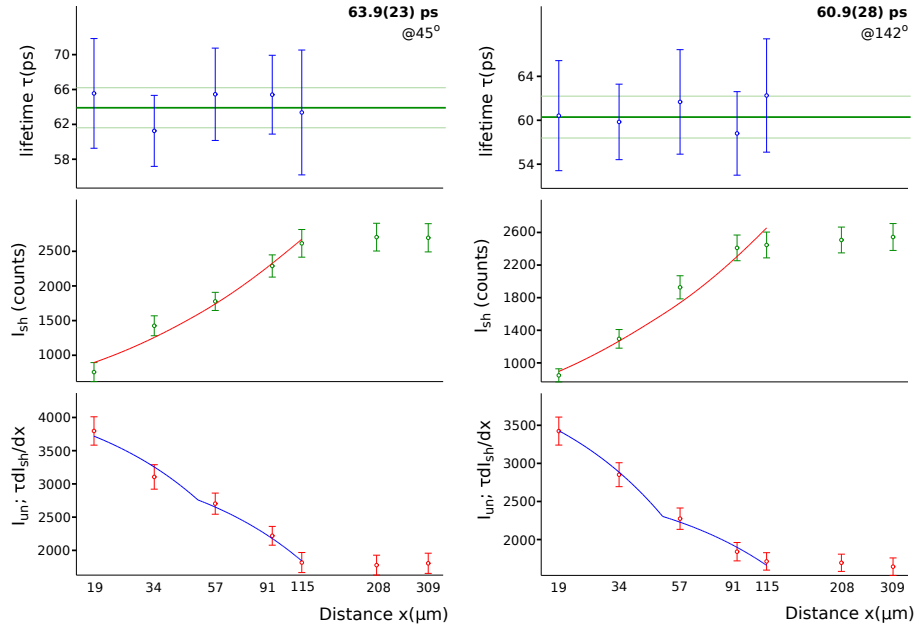 63.9(23) ps
@45°
lifetime τ(ps)
70
66
62
58
I_sh (counts)
2500
2000
1500
1000
I_un; τdI_sh/dx
4000
3500
3000
2500
2000
19 34 57 91 115 208 309
Distance x(μm)
60.9(28) ps
@142°
lifetime τ(ps)
64
60
54
I_sh (counts)
2600
2200
1800
1400
1000
I_un; τdI_sh/dx
3500
3000
2500
2000
19 34 57 91 115 208 309
Distance x(μm)